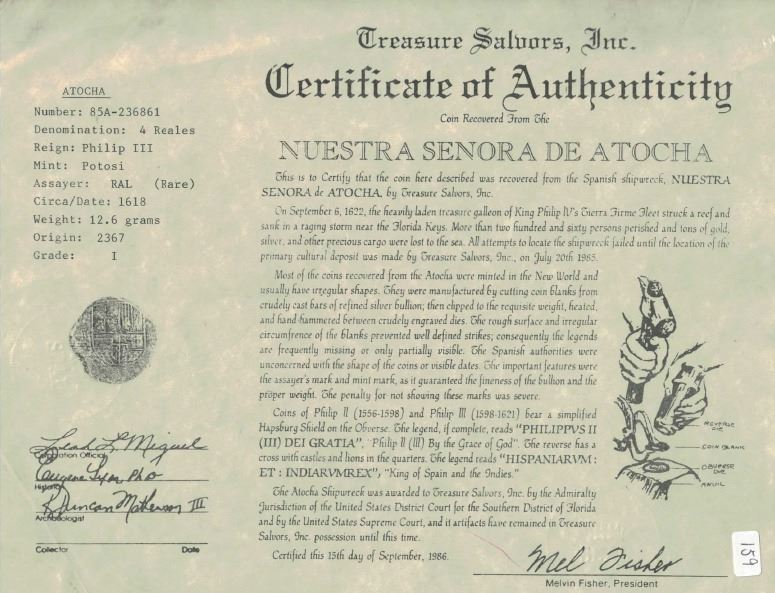 Treasure Salvors, Inc.
Certificate of Authenticity
Coin Recovered From The
NUESTRA SENORA DE ATOCHA
ATOCHA
Number: 85A-236861
Denomination: 4 Reales
Reign: Philip III
Mint: Potosi
Assayer: RAL (Rare)
Circa/Date: 1618
Weight: 12.6 grams
Origin: 2367
Grade: I
This is to Certify that the coin here described was recovered from the Spanish shipwreck, NUESTRA
SENORA de ATOCHA, by Treasure Salvors, Inc.
On September 6, 1622, the heavily laden treasure galleon of King Philip IV's Tierra Firme Fleet struck a reef and
sank in a raging storm near the Florida Keys. More than two hundred and sixty persons perished and tons of gold,
silver, and other precious cargo were lost to the sea. All attempts to locate the shipwreck failed until the location of the
primary cultural deposit was made by Treasure Salvors, Inc., on July 20th 1985.
Most of the coins recovered from the Atocha were minted in the New World and
usually have irregular shapes. They were manufactured by cutting coin blanks from
crudely cast bars of refined silver bullion; then clipped to the requisite weight, heated,
and hand-hammered between crudely engraved dies. The rough surface and irregular
circumfrence of the blanks prevented well defined strikes; consequently the legends
are frequently missing or only partially visible. The Spanish authorities were
unconcerned with the shape of the coins or visible dates. The important features were
the assayer's mark and mint mark, as it guaranteed the fineness of the bullion and the
proper weight. The penalty for not showing these marks was severe.
Coins of Philip II (1556-1598) and Philip III (1598-1621) bear a simplified
Hapsburg Shield on the Obverse. The legend, if complete, reads "PHILIPPVS II
(III) DEI GRATIA", "Philip II (III) By the Grace of God". The reverse has a
cross with castles and lions in the quarters. The legend reads "HISPANIARVM :
ET : INDIARVMREX", "King of Spain and the Indies."
The Atocha Shipwreck was awarded to Treasure Salvors, Inc. by the Admiralty
Jurisdiction of the United States District Court for the Southern District of Florida
and by the United States Supreme Court, and it artifacts have remained in Treasure
Salvors, Inc. possession until this time.
Certified this 15th day of September, 1986.
REVERSE
DIE
COIN BLANK
OBVERSE
DIE
ANVIL
Leah L Miguel
Corporation Official
Eugene Lyon, PhD
Historian
R Duncan Mathewson III
Archeologist
Collector Date
Mel Fisher
Melvin Fisher, President
159